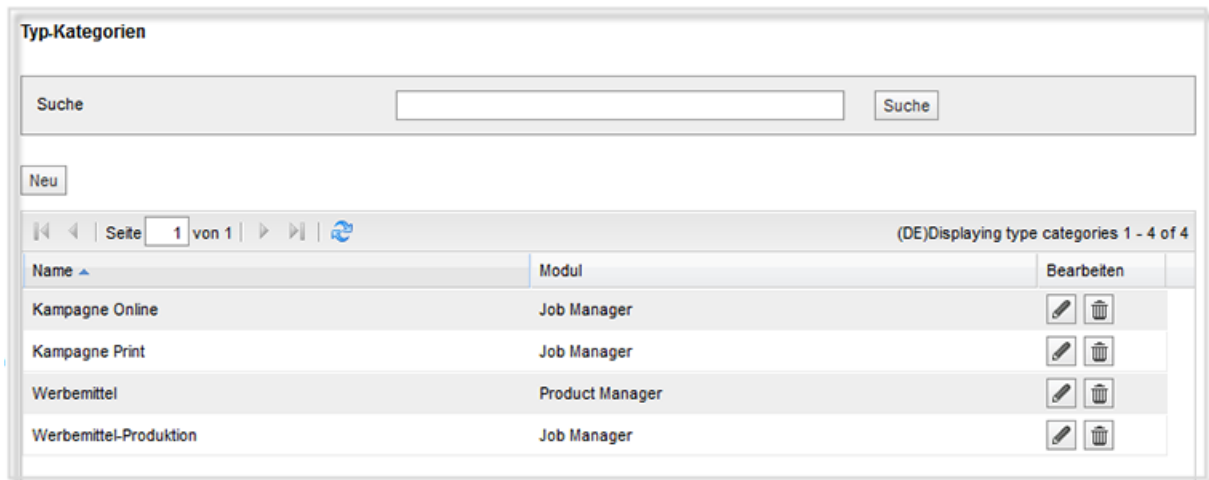 Typ-Kategorien
Suche Suche
Neu
Seite 1 von 1 (DE)Displaying type categories 1 - 4 of 4
Name Modul Bearbeiten
Kampagne Online Job Manager
Kampagne Print Job Manager
Werbemittel Product Manager
Werbemittel-Produktion Job Manager